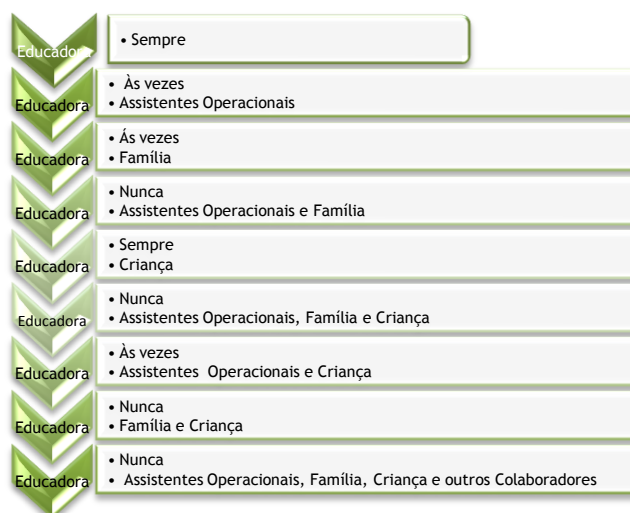 Educadora
• Sempre
Educadora
• Às vezes
• Assistentes Operacionais
Educadora
• Ás vezes
• Família
Educadora
• Nunca
• Assistentes Operacionais e Família
Educadora
• Sempre
• Criança
Educadora
• Nunca
• Assistentes Operacionais, Família e Criança
Educadora
• Às vezes
• Assistentes Operacionais e Criança
Educadora
• Nunca
• Família e Criança
Educadora
• Nunca
• Assistentes Operacionais, Família, Criança e outros Colaboradores